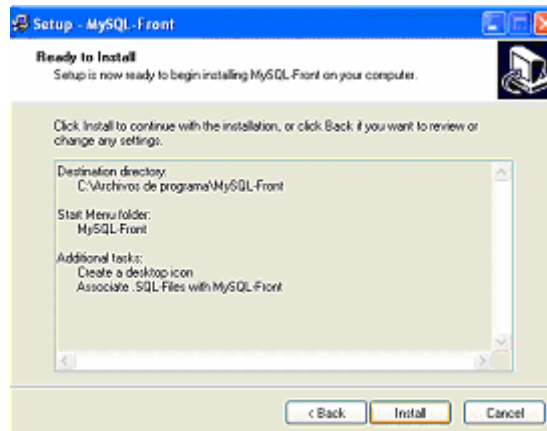 Setup - MySQL-Front
Ready to Install
Setup is now ready to begin installing MySQL-Front on your computer.
Click Install to continue with the installation, or click Back if you want to review or
change any settings.
Destination directory:
C:\Archivos de programa\MySQL-Front
Start Menu folder:
MySQL-Front
Additional tasks:
Create a desktop icon
Associate .SQL-Files with MySQL-Front
< Back
Install
Cancel